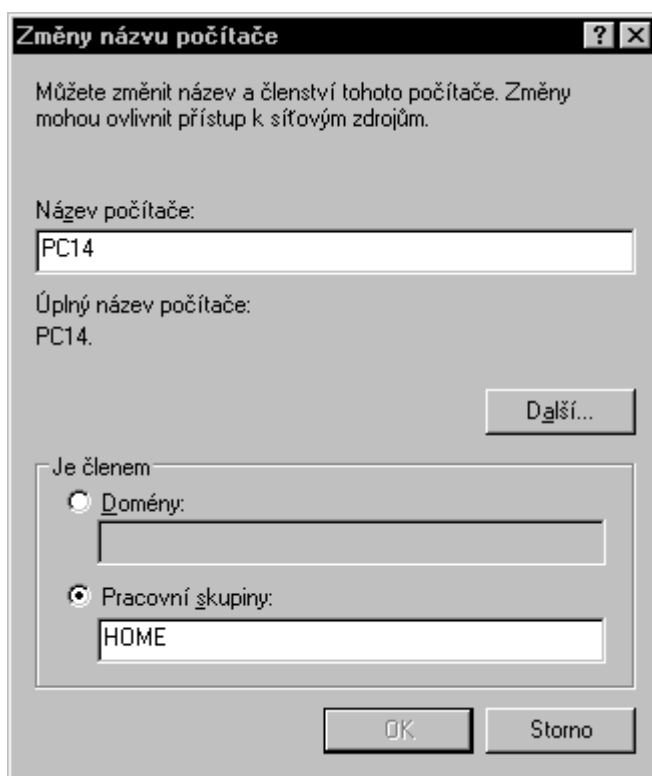 Změny názvu počítače
Můžete změnit název a členství tohoto počítače. Změny
mohou ovlivnit přístup k síťovým zdrojům.
Název počítače:
PC14
Úplný název počítače:
PC14.
Další...
Je členem
Domény:
Pracovní skupiny:
HOME
OK
Storno